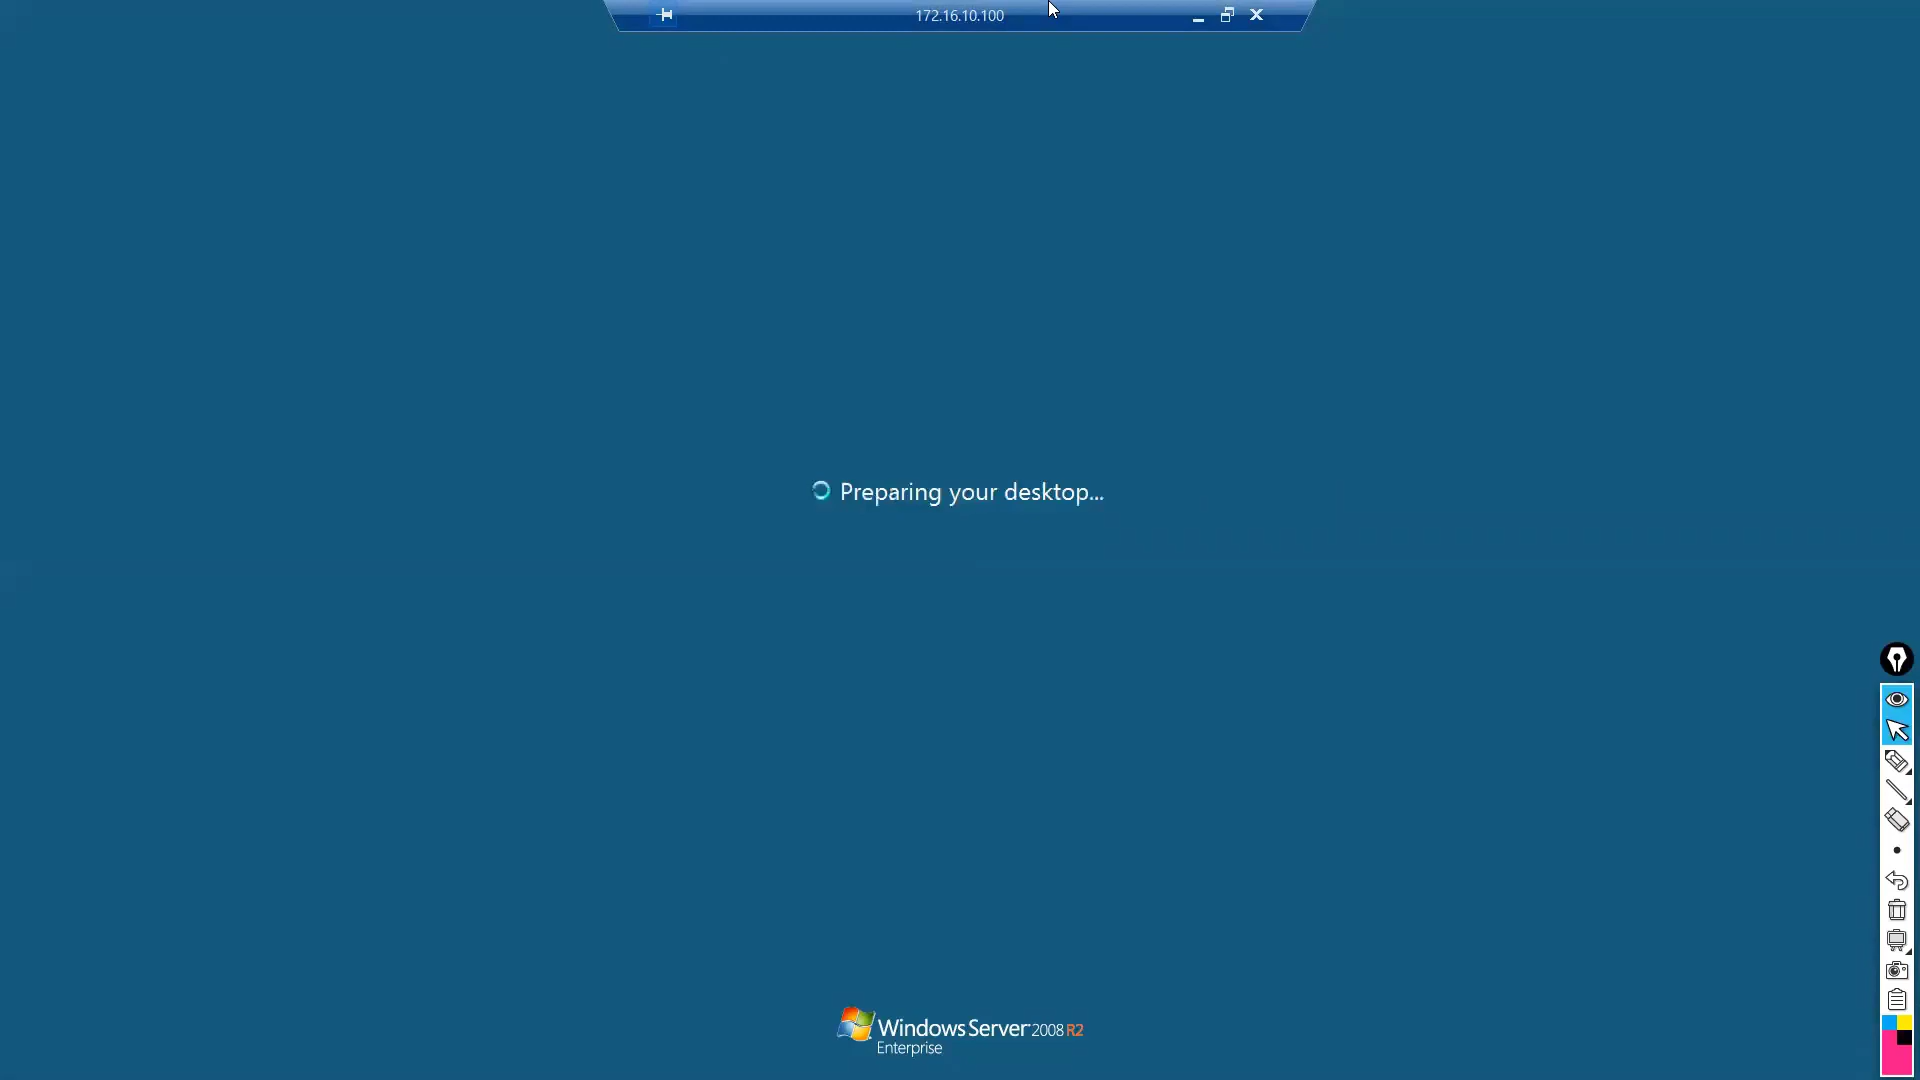 172.16.10.100
Preparing your desktop...
Windows Server 2008 R2
Enterprise